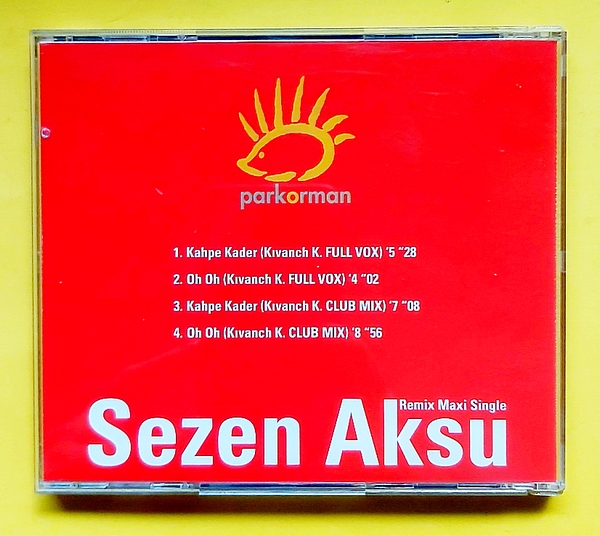 parkorman
1. Kahpe Kader (Kıvanch K. FULL VOX) '5 "28
2. Oh Oh (Kıvanch K. FULL VOX) '4 "02
3. Kahpe Kader (Kıvanch K. CLUB MIX) '7 "08
4. Oh Oh (Kıvanch K. CLUB MIX) '8 "56
Remix Maxi Single
Sezen Aksu